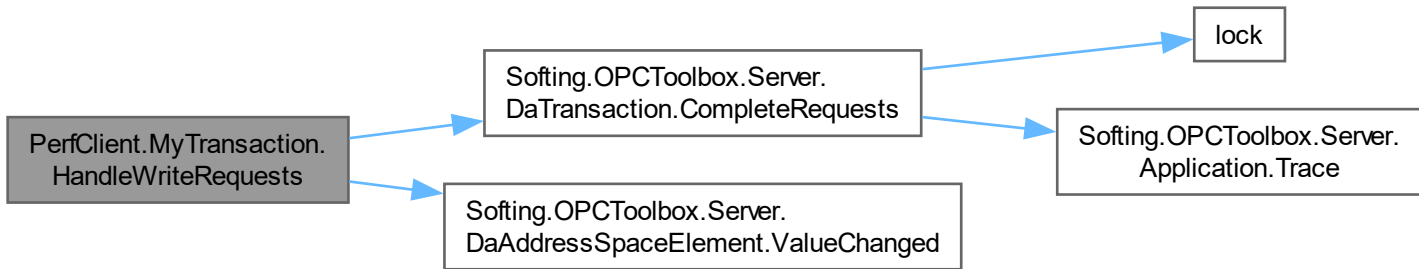 PerfClient.MyTransaction.
HandleWriteRequests
Softing.OPCToolbox.Server.
DaTransaction.CompleteRequests
lock
Softing.OPCToolbox.Server.
Application.Trace
Softing.OPCToolbox.Server.
DaAddressSpaceElement.ValueChanged